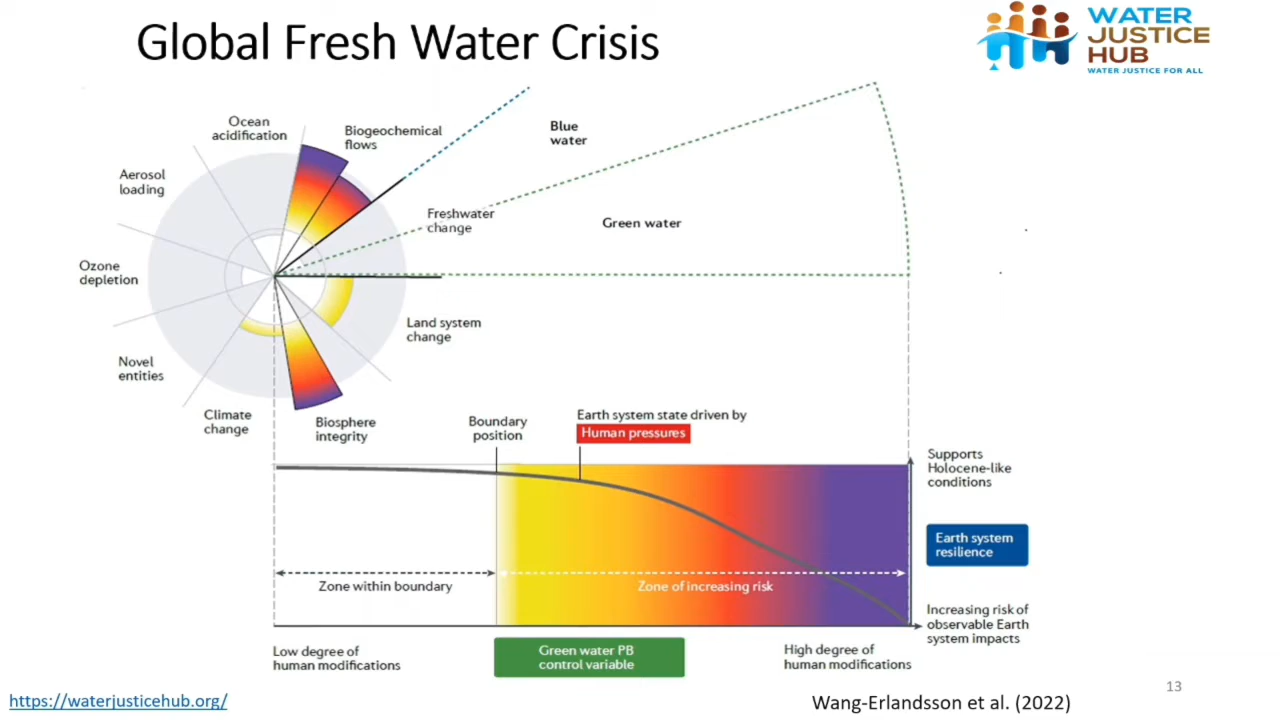 Global Fresh Water Crisis
WATER
JUSTICE
HUB
WATER JUSTICE FOR ALL
Ocean
acidification
Biogeochemical
flows
Blue
water
Aerosol
loading
Freshwater
change
Green water
Ozone
depletion
Land system
change
Novel
entities
Climate
change
Biosphere
integrity
Boundary
position
Earth system state driven by
Human pressures
Supports
Holocene-like
conditions
Earth system
resilience
Zone within boundary
Zone of increasing risk
Increasing risk of
observable Earth
system impacts
Low degree of
human modifications
Green water PB
control variable
High degree of
human modifications
13
https://waterjusticehub.org/
Wang-Erlandsson et al. (2022)